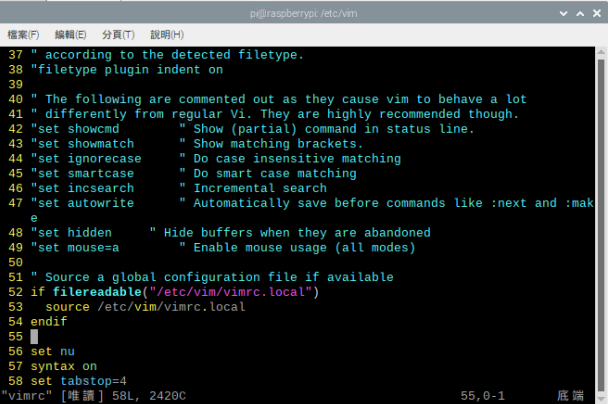 pi@raspberrypi: /etc/vim
檔案(F) 編輯(E) 分頁(T) 說明(H)
37 " according to the detected filetype.
38 "filetype plugin indent on
39
40 " The following are commented out as they cause vim to behave a lot
41 " differently from regular Vi. They are highly recommended though.
42 "set showcmd " Show (partial) command in status line.
43 "set showmatch " Show matching brackets.
44 "set ignorecase " Do case insensitive matching
45 "set smartcase " Do smart case matching
46 "set incsearch " Incremental search
47 "set autowrite " Automatically save before commands like :next and :mak
e
48 "set hidden " Hide buffers when they are abandoned
49 "set mouse=a " Enable mouse usage (all modes)
50
51 " Source a global configuration file if available
52 if filereadable("/etc/vim/vimrc.local")
53 source /etc/vim/vimrc.local
54 endif
55
56 set nu
57 syntax on
58 set tabstop=4
"vimrc" [唯讀] 58L, 2420C 55,0-1 底端